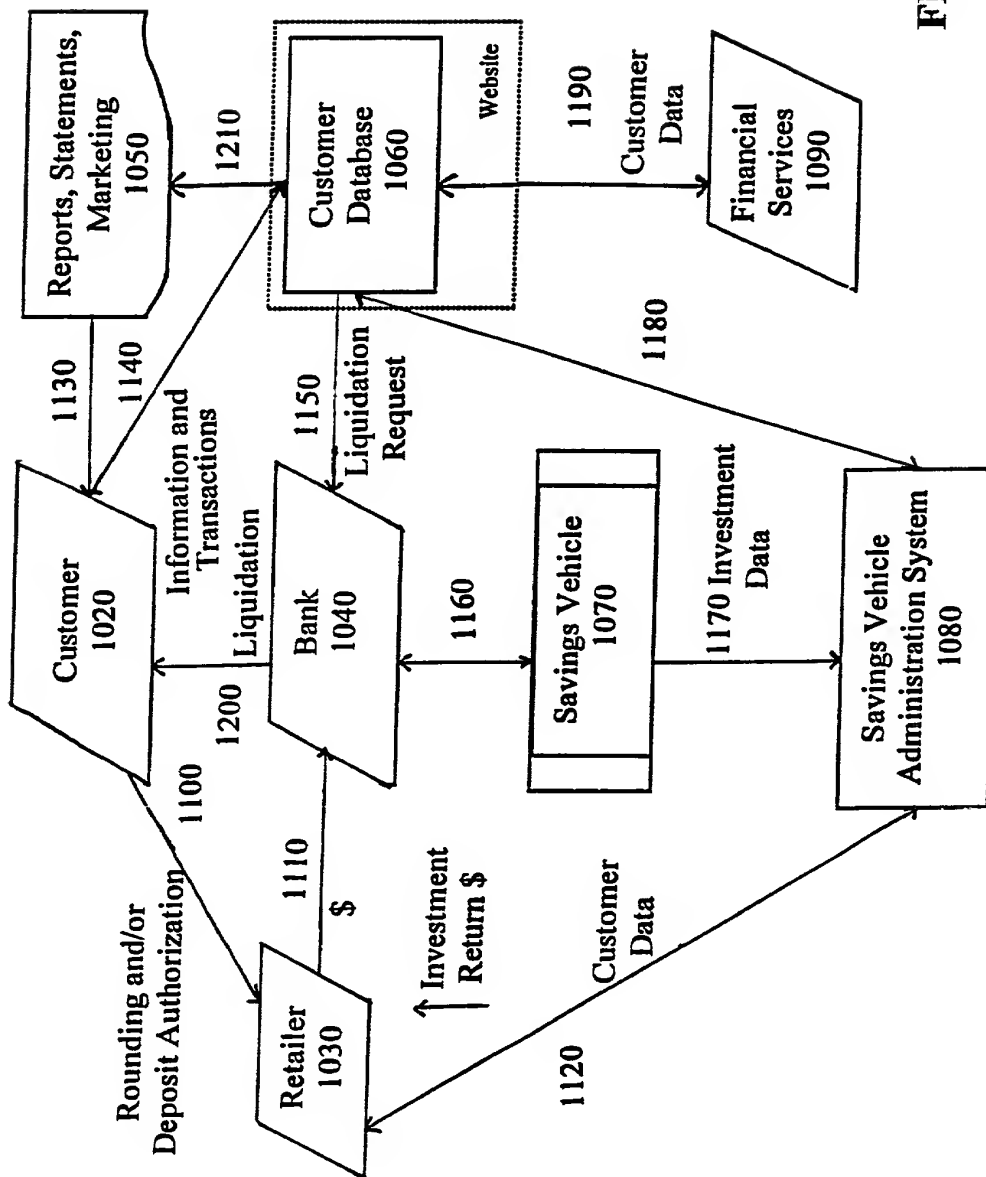 Reports, Statements,
Marketing
1050
1210
Customer
Database
1060
Website
1190
Customer
Data
Financial
Services
1090
1130
1140
Information and
Transactions
1150
Liquidation
Request
1180
Customer
1020
Liquidation
1200
Bank
1040
1160
Savings Vehicle
1070
1170 Investment
Data
Savings Vehicle
Administration System
1080
1100
Rounding and/or
Deposit Authorization
1110
$
Retailer
1030
Investment
Return $
Customer
Data
1120